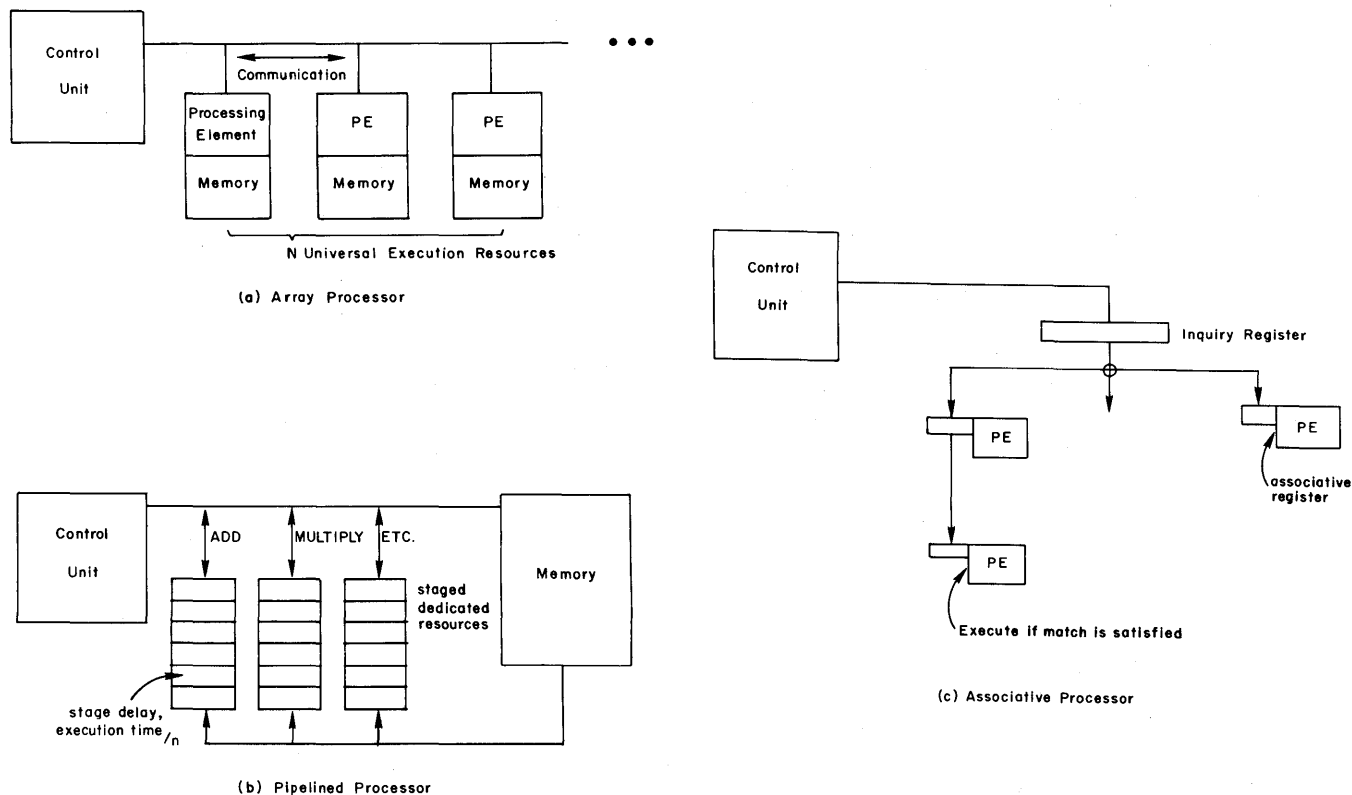 Control
Unit
Communication
Processing
Element
Memory
PE
Memory
PE
Memory
N Universal Execution Resources
(a) Array Processor
Control
Unit
ADD
MULTIPLY
ETC.
staged
dedicated
resources
Memory
stage delay,
execution time/n
(b) Pipelined Processor
Control
Unit
Inquiry Register
PE
PE
associative
register
PE
Execute if match is satisfied
(c) Associative Processor